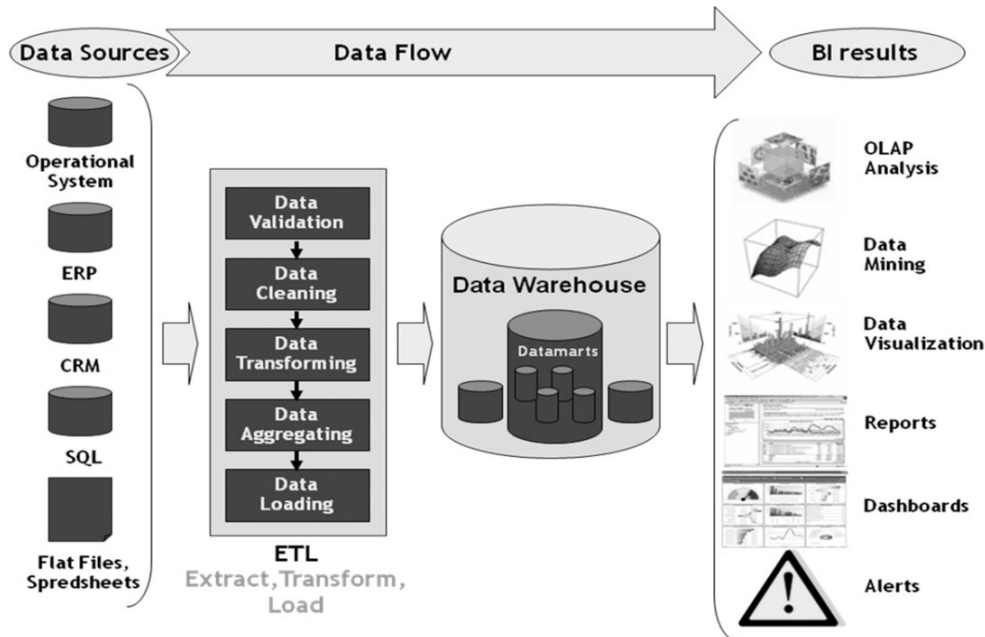 Data Sources
Data Flow
BI results
Operational
System
ERP
CRM
SQL
Flat Files,
Spredsheets
Data
Validation
Data
Cleaning
Data
Transforming
Data
Aggregating
Data
Loading
ETL
Extract,Transform,
Load
Data Warehouse
Datamarts
OLAP
Analysis
Data
Mining
Data
Visualization
Reports
Dashboards
Alerts